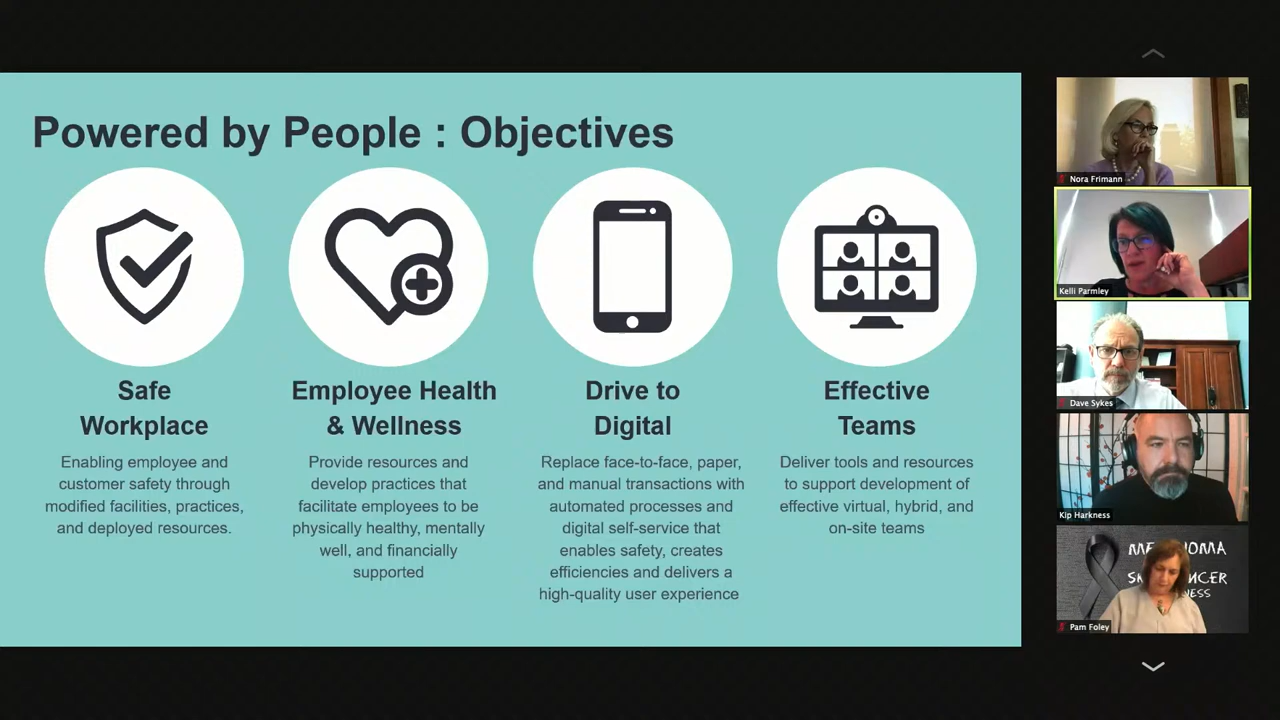 Powered by People : Objectives
Safe
Workplace
Enabling employee and
customer safety through
modified facilities, practices,
and deployed resources.
Employee Health
& Wellness
Provide resources and
develop practices that
facilitate employees to be
physically healthy, mentally
well, and financially
supported
Drive to
Digital
Replace face-to-face, paper,
and manual transactions with
automated processes and
digital self-service that
enables safety, creates
efficiencies and delivers a
high-quality user experience
Effective
Teams
Deliver tools and resources
to support development of
effective virtual, hybrid, and
on-site teams
Nora Frimann
Kelli Parmley
Dave Sykes
Kip Harkness
Pam Foley